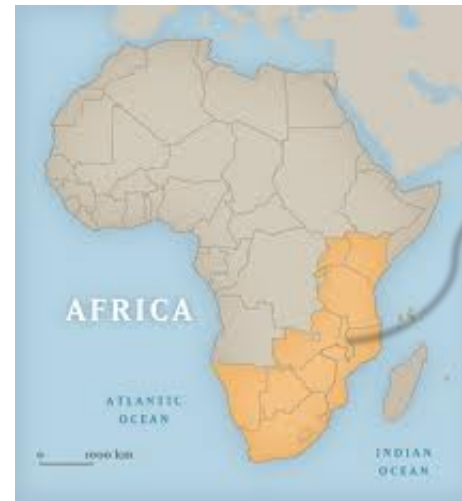 AFRICA
ATLANTIC
OCEAN
0 1000 km
INDIAN
OCEAN